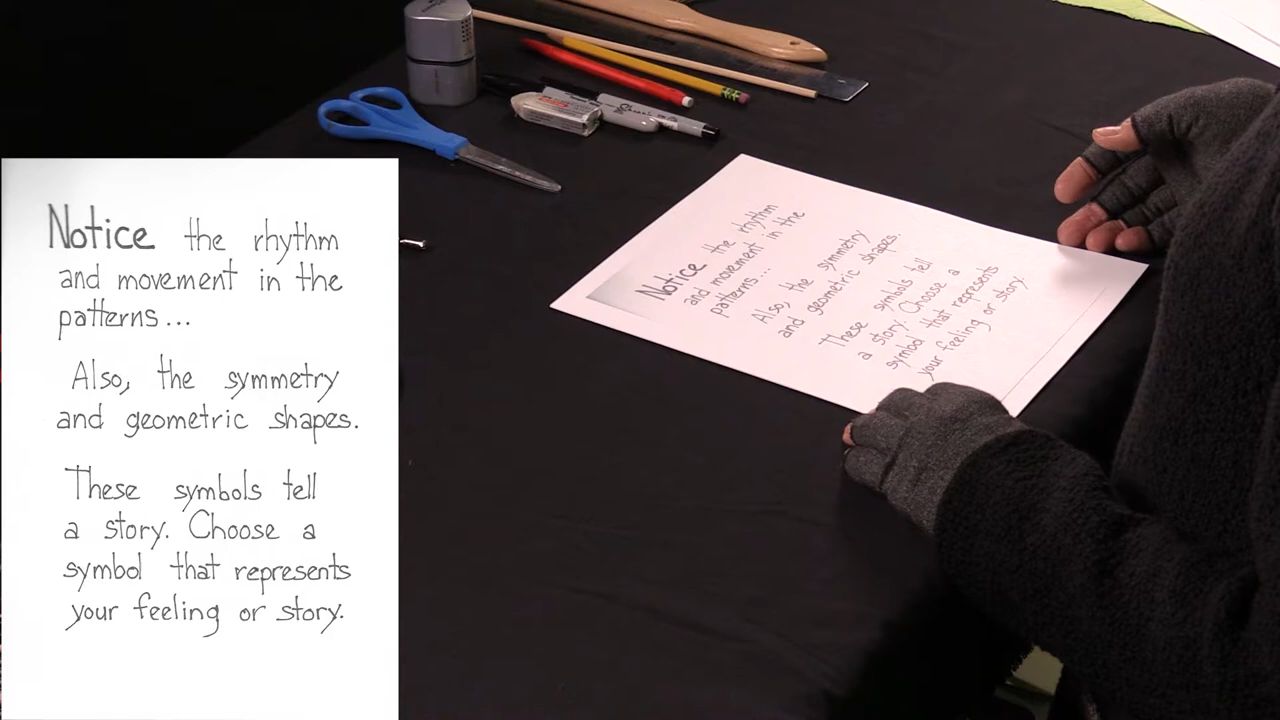 Notice the rhythm
and movement in the
patterns...
Also, the symmetry
and geometric shapes.
These symbols tell
a story. Choose a
symbol that represents
your feeling or story.
Notice the rhythm
and movement in the
patterns...
Also, the symmetry
and geometric shapes.
These symbols tell
a story. Choose a
symbol that represents
your feeling or story.